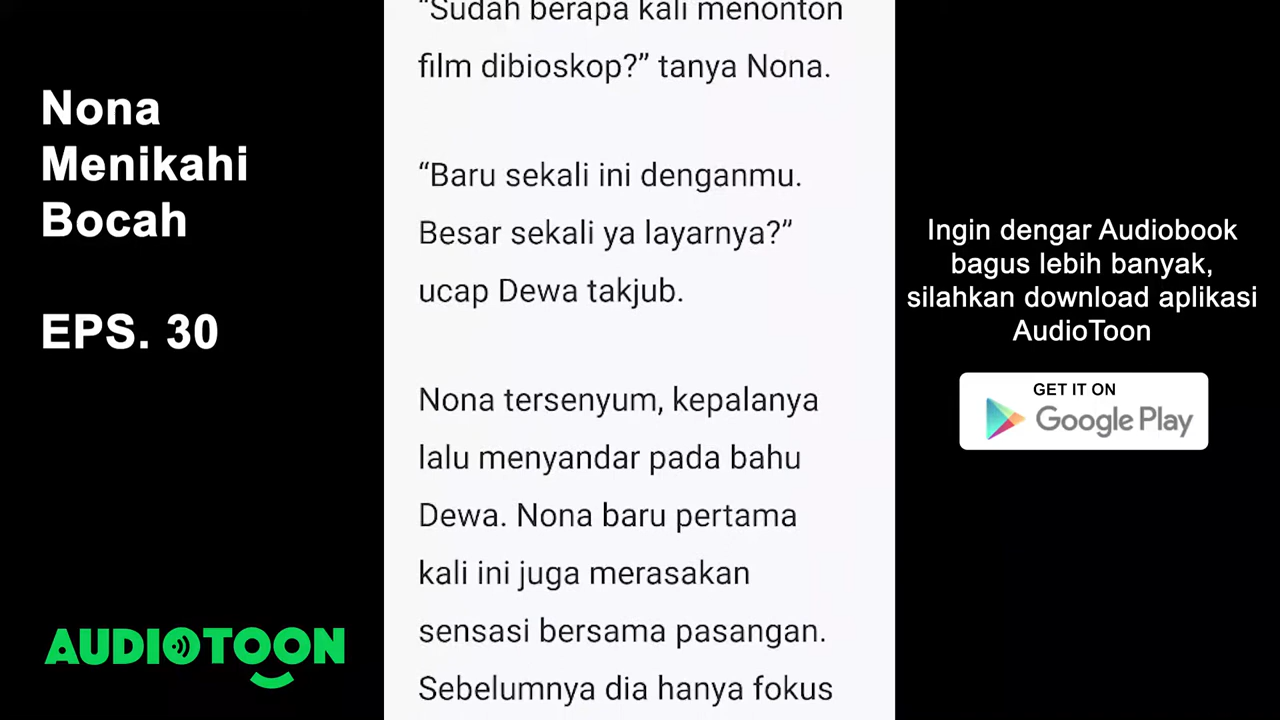 Nona
Menikahi
Bocah
EPS. 30
AUDIOTOON
“Sudah berapa kali menonton
film dibioskop?” tanya Nona.
“Baru sekali ini denganmu.
Besar sekali ya layarnya?”
ucap Dewa takjub.
Nona tersenyum, kepalanya
lalu menyandar pada bahu
Dewa. Nona baru pertama
kali ini juga merasakan
sensasi bersama pasangan.
Sebelumnya dia hanya fokus
Ingin dengar Audiobook
bagus lebih banyak,
silahkan download aplikasi
AudioToon
GET IT ON
Google Play